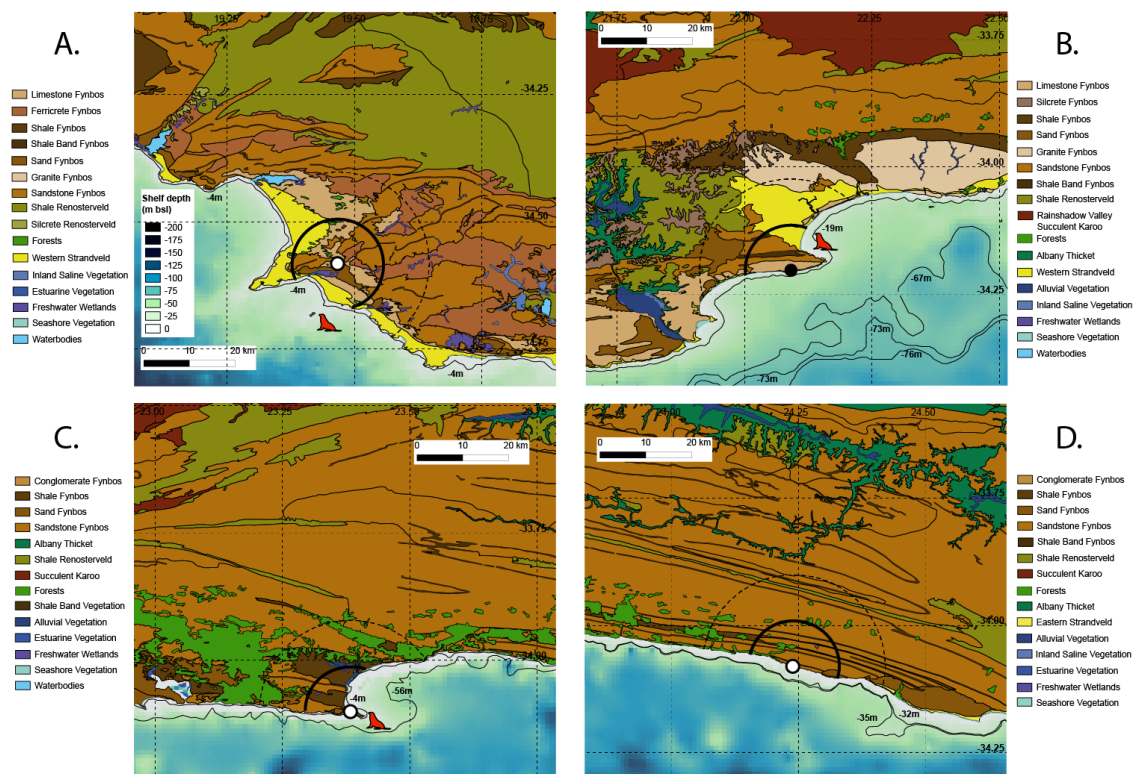 A.
Limestone Fynbos
Ferricrete Fynbos
Shale Fynbos
Shale Band Fynbos
Sand Fynbos
Granite Fynbos
Sandstone Fynbos
Shale Renosterveld
Silcrete Renosterveld
Forests
Western Strandveld
Inland Saline Vegetation
Estuarine Vegetation
Freshwater Wetlands
Seashore Vegetation
Waterbodies
19.25 19.50 19.75
-34.25
-34.50
-34.75
-4m
-4m
-4m
Shelf depth
(m bsl)
-200
-175
-150
-125
-100
-75
-50
-25
0
0 10 20 km
B.
21.75 22.00 22.25 22.50
0 10 20 km
-33.75
-34.00
-34.25
-19m
-67m
-73m
-76m
-73m
Limestone Fynbos
Silcrete Fynbos
Shale Fynbos
Sand Fynbos
Granite Fynbos
Sandstone Fynbos
Shale Band Fynbos
Shale Renosterveld
Rainshadow Valley
Succulent Karoo
Forests
Albany Thicket
Western Strandveld
Alluvial Vegetation
Inland Saline Vegetation
Freshwater Wetlands
Seashore Vegetation
Waterbodies
C.
Conglomerate Fynbos
Shale Fynbos
Sand Fynbos
Sandstone Fynbos
Albany Thicket
Shale Renosterveld
Succulent Karoo
Forests
Shale Band Vegetation
Alluvial Vegetation
Estuarine Vegetation
Freshwater Wetlands
Seashore Vegetation
Waterbodies
23.00 23.25 23.50 23.75
0 10 20 km
-33.75
-34.00
-4m
-56m
D.
24.00 24.25 24.50
0 10 20 km
-33.75
-34.00
-34.25
-35m
-32m
Conglomerate Fynbos
Shale Fynbos
Sand Fynbos
Sandstone Fynbos
Shale Band Fynbos
Shale Renosterveld
Succulent Karoo
Forests
Albany Thicket
Eastern Strandveld
Alluvial Vegetation
Inland Saline Vegetation
Estuarine Vegetation
Freshwater Wetlands
Seashore Vegetation